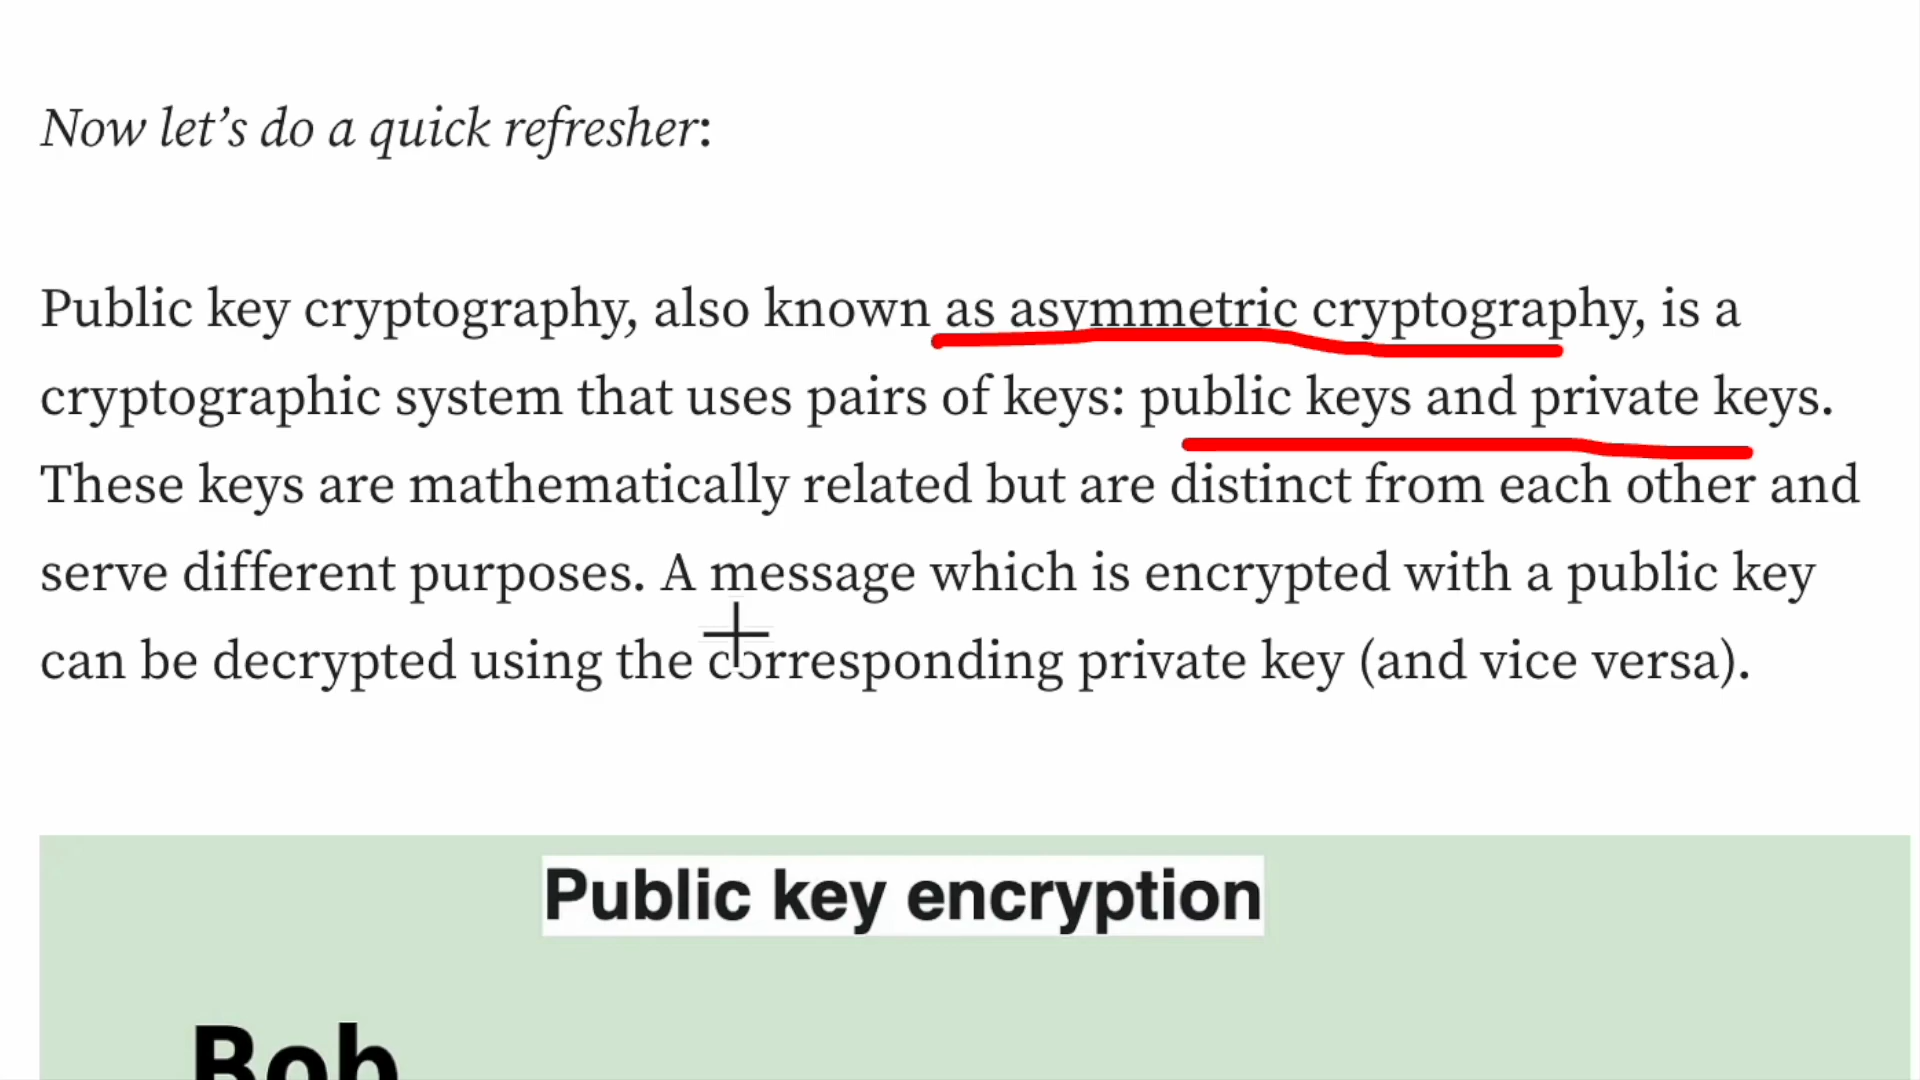 Now let’s do a quick refresher:
Public key cryptography, also known as asymmetric cryptography, is a
cryptographic system that uses pairs of keys: public keys and private keys.
These keys are mathematically related but are distinct from each other and
serve different purposes. A message which is encrypted with a public key
can be decrypted using the corresponding private key (and vice versa).
Public key encryption
Bob